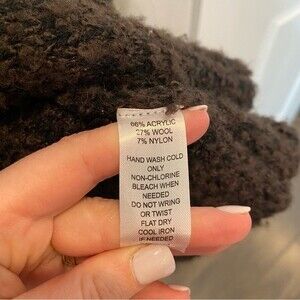 66% ACRYLIC
27% WOOL
7% NYLON
HAND WASH COLD
ONLY
NON-CHLORINE
BLEACH WHEN
NEEDED
DO NOT WRING
OR TWIST
FLAT DRY
COOL IRON
IF NEEDED